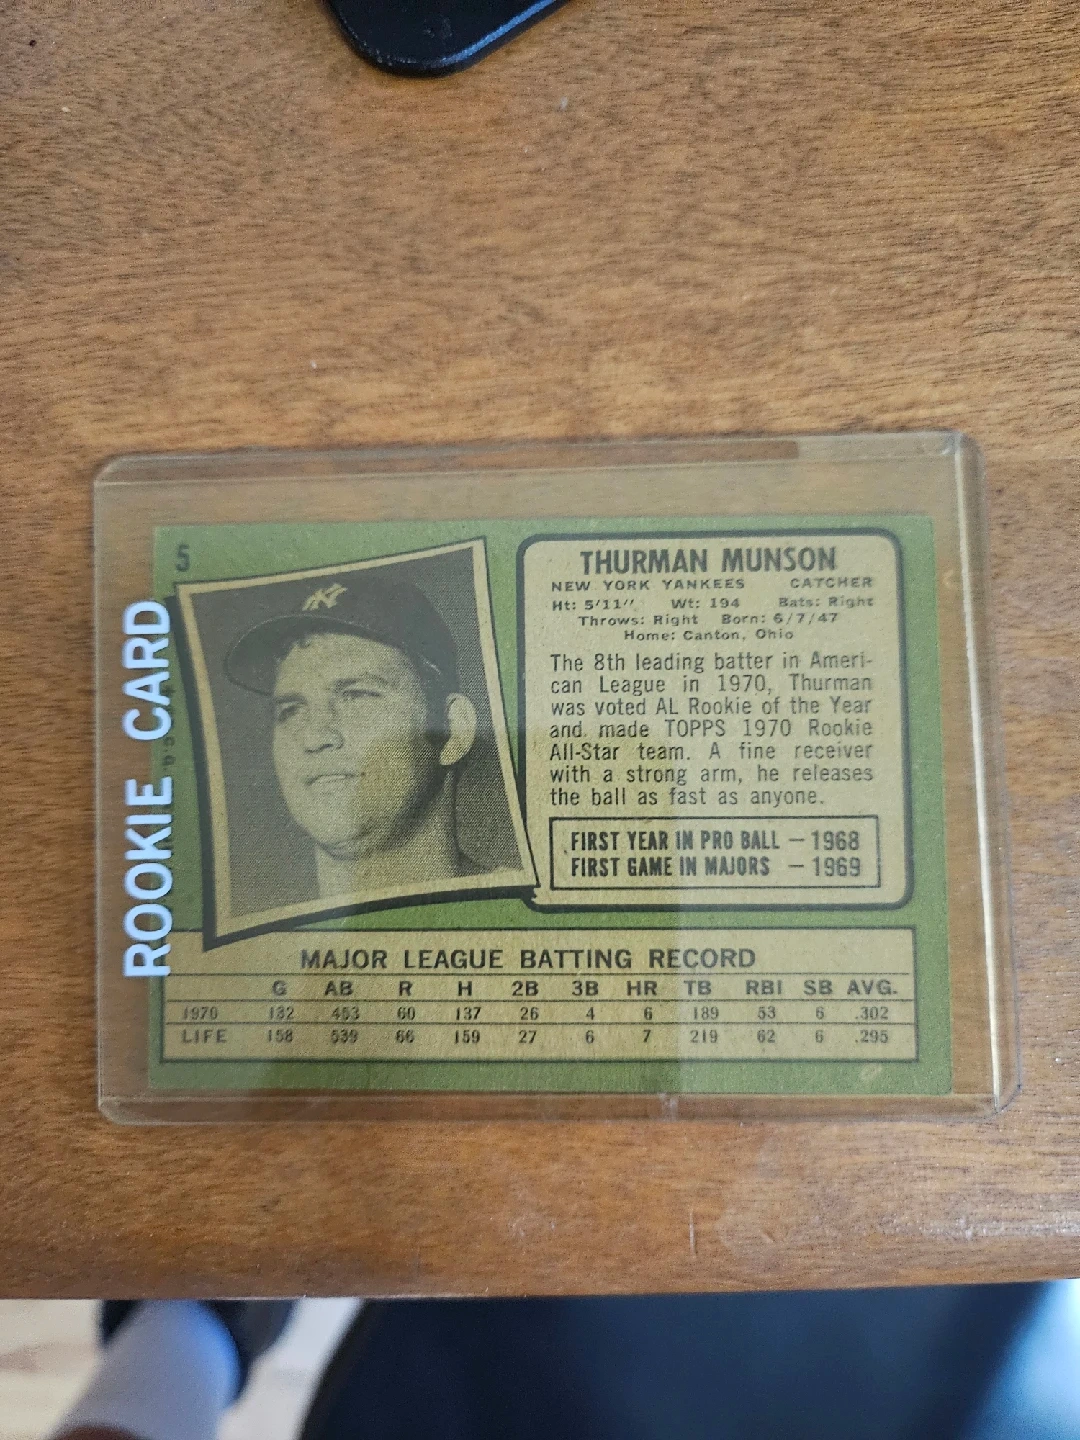 5
ROOKIE CARD
NY
THURMAN MUNSON
NEW YORK YANKEES CATCHER
Ht: 5'11" Wt: 194 Bats: Right
Throws: Right Born: 6/7/47
Home: Canton, Ohio
The 8th leading batter in Ameri-
can League in 1970, Thurman
was voted AL Rookie of the Year
and made TOPPS 1970 Rookie
All-Star team. A fine receiver
with a strong arm, he releases
the ball as fast as anyone.
FIRST YEAR IN PRO BALL — 1968
FIRST GAME IN MAJORS — 1969
MAJOR LEAGUE BATTING RECORD
G AB R H 2B 3B HR TB RBI SB AVG.
1970 132 453 60 137 26 4 6 189 53 6 .302
LIFE 158 539 66 159 27 6 7 219 62 6 .295